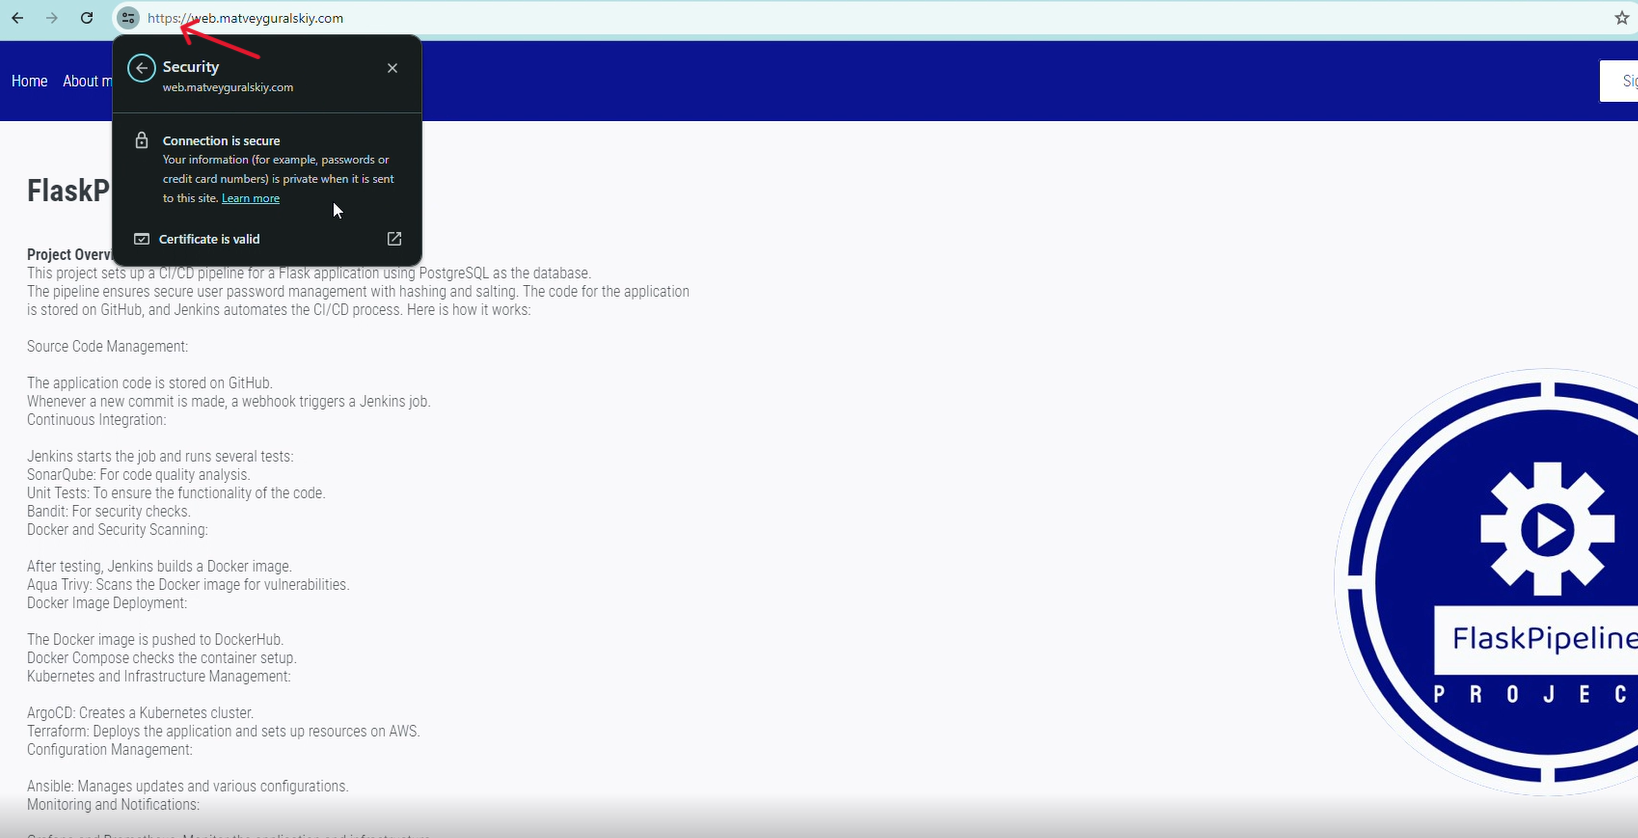 https://web.matveyguralskiy.com
Security
web.matveyguralskiy.com
Home About m
Connection is secure
Your information (for example, passwords or
credit card numbers) is private when it is sent
to this site. Learn more
Certificate is valid
FlaskP
Project Overvi
This project sets up a CI/CD pipeline for a Flask application using PostgreSQL as the database.
The pipeline ensures secure user password management with hashing and salting. The code for the application
is stored on GitHub, and Jenkins automates the CI/CD process. Here is how it works:
Source Code Management:
The application code is stored on GitHub.
Whenever a new commit is made, a webhook triggers a Jenkins job.
Continuous Integration:
Jenkins starts the job and runs several tests:
SonarQube: For code quality analysis.
Unit Tests: To ensure the functionality of the code.
Bandit: For security checks.
Docker and Security Scanning:
After testing, Jenkins builds a Docker image.
Aqua Trivy: Scans the Docker image for vulnerabilities.
Docker Image Deployment:
The Docker image is pushed to DockerHub.
Docker Compose checks the container setup.
Kubernetes and Infrastructure Management:
ArgoCD: Creates a Kubernetes cluster.
Terraform: Deploys the application and sets up resources on AWS.
Configuration Management:
Ansible: Manages updates and various configurations.
Monitoring and Notifications:
FlaskPipeline
PROJEC